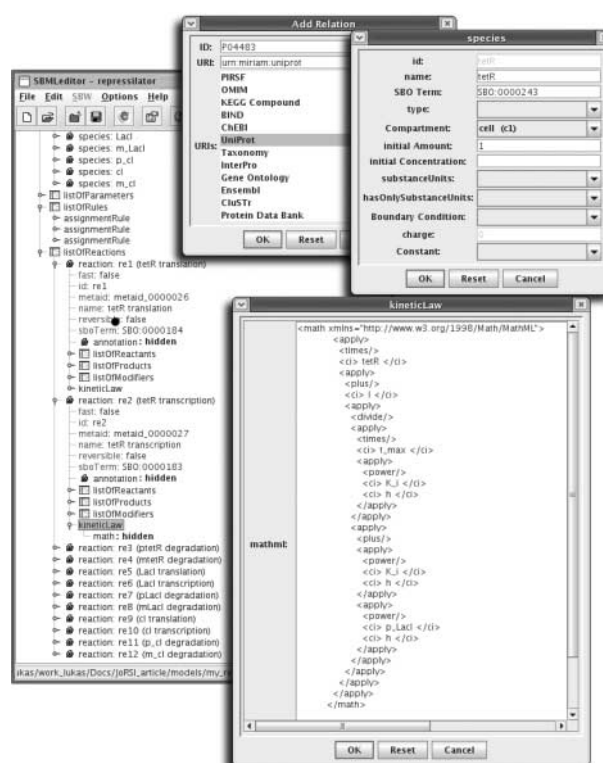 Add Relation
ID: P04483
URI: urn:miriam:uniprot
PIRSF
OMIM
KEGG Compound
BIND
ChEBI
URIs: UniProt
Taxonomy
InterPro
Gene Ontology
Ensembl
CluSTr
Protein Data Bank
OK Reset
species
id: tetR
name: tetR
SBO Term: SBO:0000243
type:
Compartment: cell (c1)
initial Amount: 1
initial Concentration:
substanceUnits:
hasOnlySubstanceUnits:
Boundary Condition:
charge: 0
Constant:
OK Reset Cancel
SBMLeditor - repressilator
File Edit SBW Options Help
species: LacI
species: m_LacI
species: p_cI
species: cI
species: m_cI
listOfParameters
listOfRules
assignmentRule
assignmentRule
assignmentRule
listOfReactions
reaction: re1 (tetR translation)
fast: false
id: re1
metaid: metaid_0000026
name: tetR translation
reversible: false
sboTerm: SBO:0000184
annotation: hidden
listOfReactants
listOfProducts
listOfModifiers
kineticLaw
reaction: re2 (tetR transcription)
fast: false
id: re2
metaid: metaid_0000027
name: tetR transcription
reversible: false
sboTerm: SBO:0000183
annotation: hidden
listOfReactants
listOfProducts
listOfModifiers
kineticLaw
math: hidden
reaction: re3 (ptetR degradation)
reaction: re4 (mtetR degradation)
reaction: re5 (LacI translation)
reaction: re6 (LacI transcription)
reaction: re7 (pLacI degradation)
reaction: re8 (mLacI degradation)
reaction: re9 (cI translation)
reaction: re10 (cI transcription)
reaction: re11 (p_cI degradation)
reaction: re12 (m_cI degradation)
ukas/work_lukas/Docs/JoRSI_article/models/my_re
kineticLaw
mathml:
<math xmlns="http://www.w3.org/1998/Math/MathML">
<apply>
<times/>
<ci> tetR </ci>
<apply>
<plus/>
<ci> l </ci>
<apply>
<divide/>
<apply>
<times/>
<ci> t_max </ci>
<apply>
<power/>
<ci> K_i </ci>
<ci> h </ci>
</apply>
</apply>
<apply>
<plus/>
<apply>
<power/>
<ci> K_i </ci>
<ci> h </ci>
</apply>
<apply>
<power/>
<ci> p_LacI </ci>
<ci> h </ci>
</apply>
</apply>
</apply>
</apply>
</apply>
</math>
OK Reset Cancel